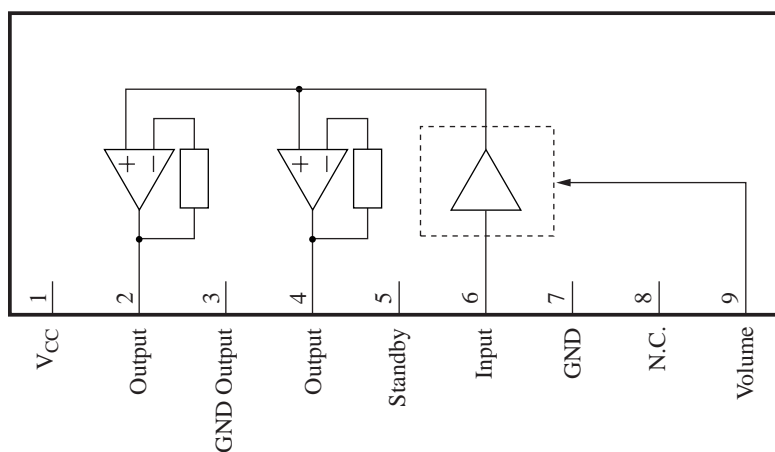 + −
+ −
1
2
3
4
5
6
7
8
9
VCC
Output
GND Output
Output
Standby
Input
GND
N.C.
Volume